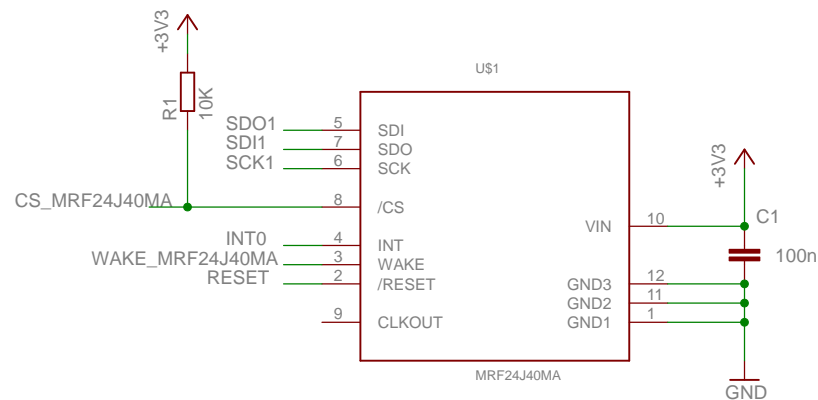 +3V3
R1
10K
U$1
SDO1 5 SDI
SDI1 7 SDO
SCK1 6 SCK
CS_MRF24J40MA 8 /CS
INT0 4 INT
WAKE_MRF24J40MA 3 WAKE
RESET 2 /RESET
9 CLKOUT
VIN 10
GND3 12
GND2 11
GND1 1
MRF24J40MA
+3V3
C1
100n
GND